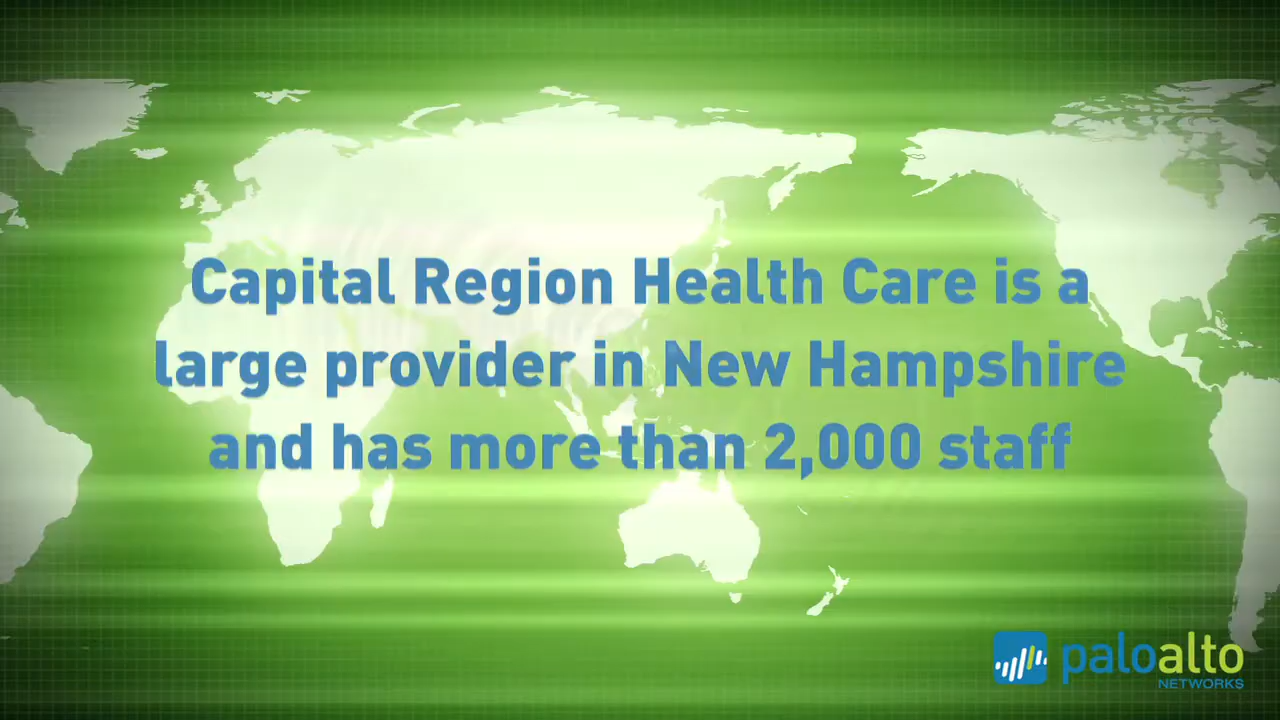 Capital Region Health Care is a
large provider in New Hampshire
and has more than 2,000 staff
paloalto
NETWORKS